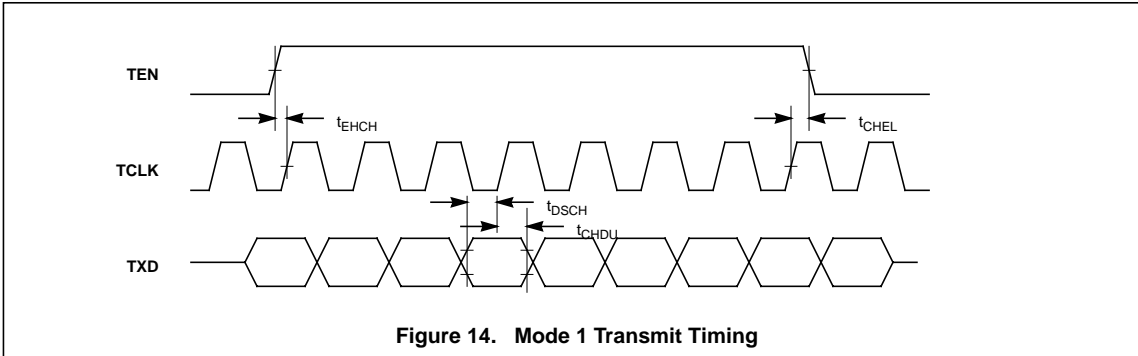 TEN
tEHCH
tCHEL
TCLK
tDSCH
tCHDU
TXD
Figure 14. Mode 1 Transmit Timing